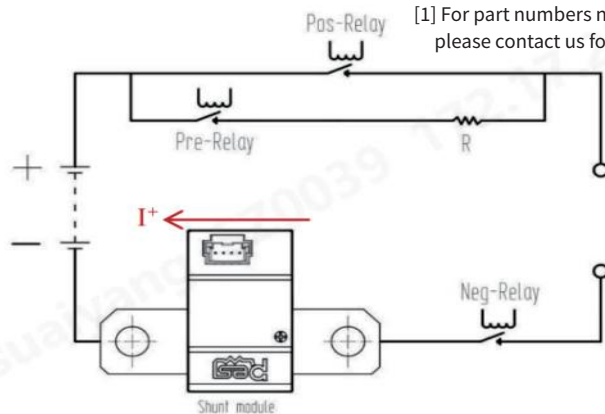 [1] For part numbers n
please contact us fo
Pos-Relay
Pre-Relay
R
+
−
I+
Neg-Relay
Shunt module